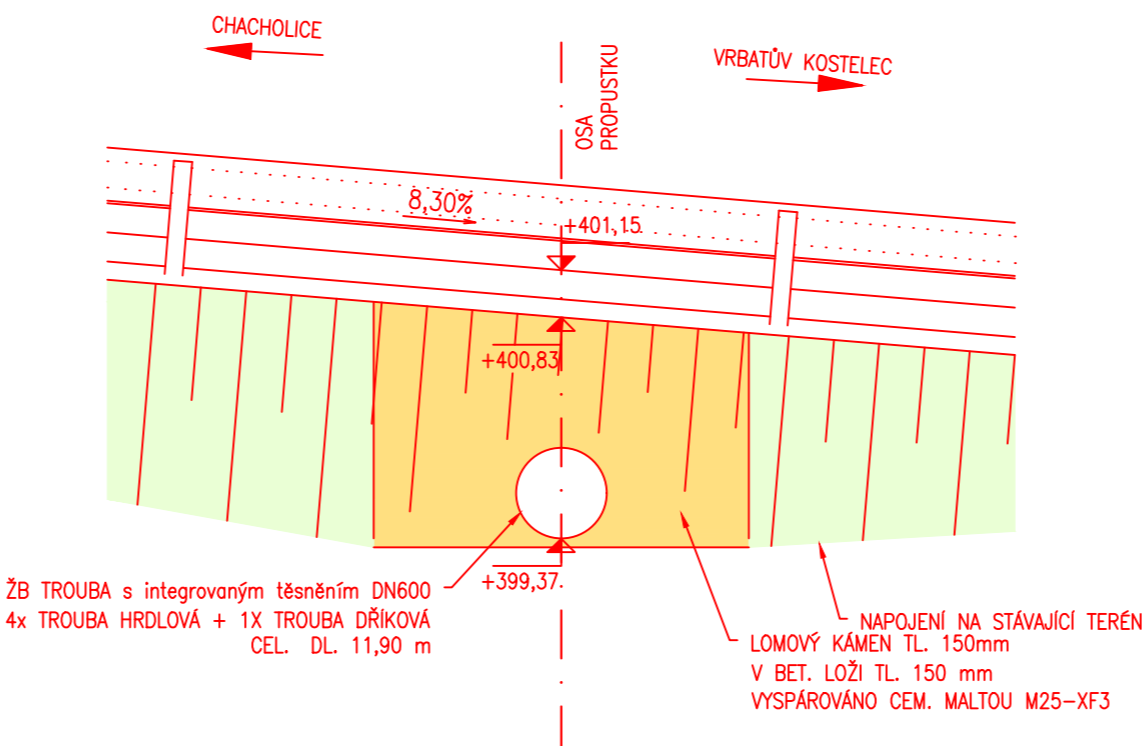 CHACHOLICE
VRBATŮV KOSTELEC
OSA
PROPUSTKU
8,30%
+401,15
+400,83
+399,37
ŽB TROUBA s integrovaným těsněním DN600
4x TROUBA HRDLOVÁ + 1X TROUBA DŘÍKOVÁ
CEL. DL. 11,90 m
NAPOJENÍ NA STÁVAJÍCÍ TERÉN
LOMOVÝ KÁMEN TL. 150mm
V BET. LOŽI TL. 150 mm
VYSPÁROVÁNO CEM. MALTOU M25-XF3